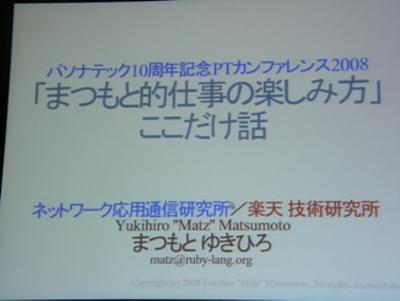 パソナテック10周年記念PTカンファレンス2008
「まつもと的仕事の楽しみ方」
ここだけ話
ネットワーク応用通信研究所／楽天 技術研究所
Yukihiro "Matz" Matsumoto
まつもと ゆきひろ
matz@ruby-lang.org
Copyright (c) 2008 Yukihiro "Matz" Matsumoto, No rights reserved